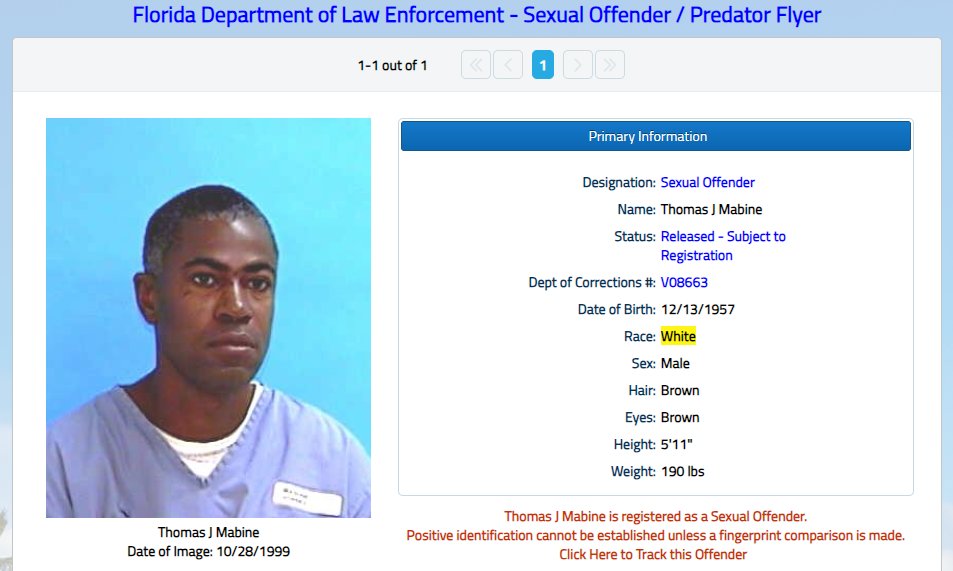 Florida Department of Law Enforcement - Sexual Offender / Predator Flyer
1-1 out of 1
1
Primary Information
Designation: Sexual Offender
Name: Thomas J Mabine
Status: Released - Subject to
Registration
Dept of Corrections #: V08663
Date of Birth: 12/13/1957
Race: White
Sex: Male
Hair: Brown
Eyes: Brown
Height: 5'11"
Weight: 190 lbs
Thomas J Mabine
Date of Image: 10/28/1999
Thomas J Mabine is registered as a Sexual Offender.
Positive identification cannot be established unless a fingerprint comparison is made.
Click Here to Track this Offender